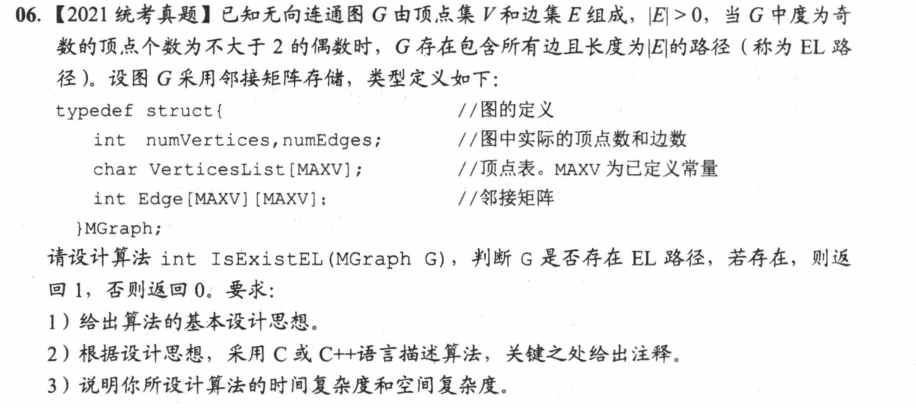 06.【2021 统考真题】已知无向连通图 G 由顶点集 V 和边集 E 组成，|E| > 0，当 G 中度为奇
数的顶点个数为不大于 2 的偶数时，G 存在包含所有边且长度为|E|的路径（称为 EL 路
径）。设图 G 采用邻接矩阵存储，类型定义如下：
typedef struct{ //图的定义
int numVertices,numEdges; //图中实际的顶点数和边数
char VerticesList[MAXV]; //顶点表。MAXV 为已定义常量
int Edge[MAXV][MAXV]; //邻接矩阵
}MGraph;
请设计算法 int IsExistEL(MGraph G)，判断 G 是否存在 EL 路径，若存在，则返
回 1，否则返回 0。要求：
1）给出算法的基本设计思想。
2）根据设计思想，采用 C 或 C++语言描述算法，关键之处给出注释。
3）说明你所设计算法的时间复杂度和空间复杂度。